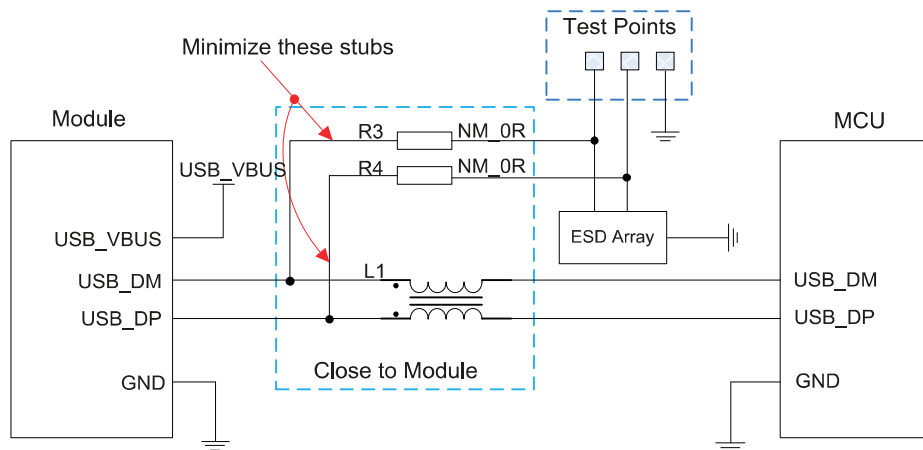 Test Points
Minimize these stubs
Module
MCU
R3
NM_0R
USB_VBUS
R4
NM_0R
ESD Array
USB_VBUS
USB_DM
L1
USB_DM
USB_DP
USB_DP
Close to Module
GND
GND